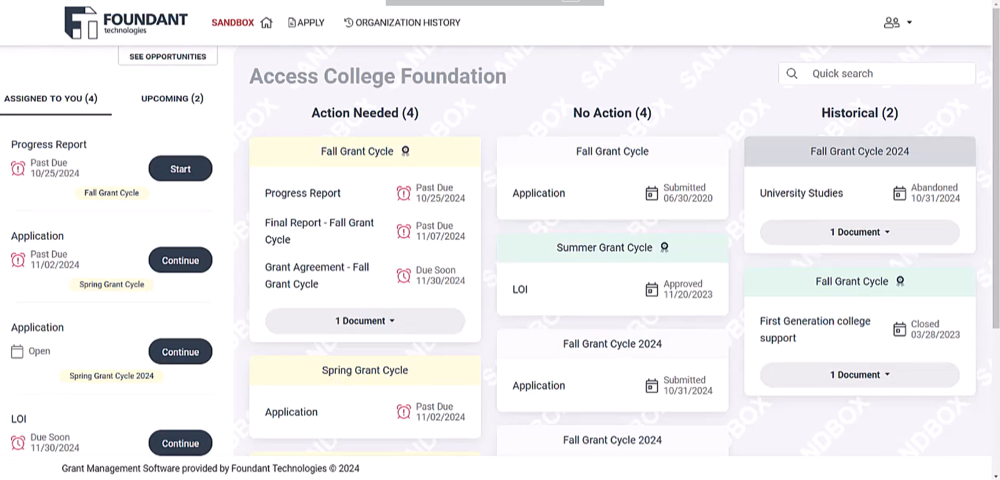 FOUNDANT
technologies
SANDBOX
APPLY
ORGANIZATION HISTORY
SEE OPPORTUNITIES
ASSIGNED TO YOU (4)
UPCOMING (2)
Progress Report
Past Due
10/25/2024
Start
Fall Grant Cycle
Application
Past Due
11/02/2024
Continue
Spring Grant Cycle
Application
Open
Continue
Spring Grant Cycle 2024
LOI
Due Soon
11/30/2024
Continue
Access College Foundation
Quick search
Action Needed (4)
Fall Grant Cycle
Progress Report
Past Due
10/25/2024
Final Report - Fall Grant
Cycle
Past Due
11/07/2024
Grant Agreement - Fall
Grant Cycle
Due Soon
11/30/2024
1 Document
Spring Grant Cycle
Application
Past Due
11/02/2024
No Action (4)
Fall Grant Cycle
Application
Submitted
06/30/2020
Summer Grant Cycle
LOI
Approved
11/20/2023
Fall Grant Cycle 2024
Application
Submitted
10/31/2024
Fall Grant Cycle 2024
Historical (2)
Fall Grant Cycle 2024
University Studies
Abandoned
10/31/2024
1 Document
Fall Grant Cycle
First Generation college
support
Closed
03/28/2023
1 Document
Grant Management Software provided by Foundant Technologies © 2024